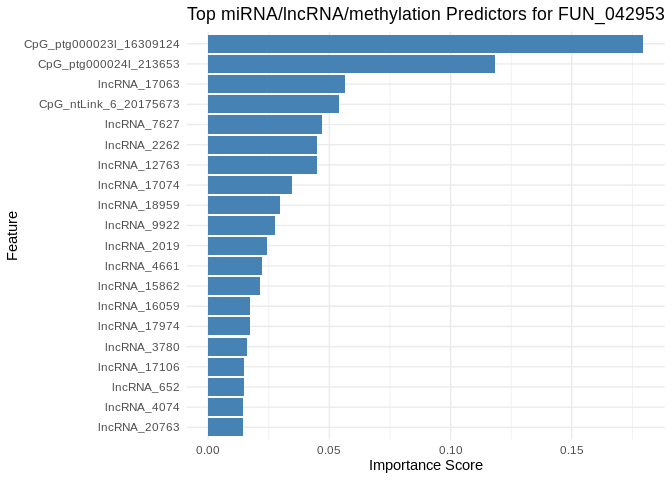 Top miRNA/lncRNA/methylation Predictors for FUN_042953
CpG_ptg000023l_16309124
CpG_ptg000024l_213653
lncRNA_17063
CpG_ntLink_6_20175673
lncRNA_7627
lncRNA_2262
lncRNA_12763
lncRNA_17074
lncRNA_18959
lncRNA_9922
lncRNA_2019
lncRNA_4661
lncRNA_15862
lncRNA_16059
lncRNA_17974
lncRNA_3780
lncRNA_17106
lncRNA_652
lncRNA_4074
lncRNA_20763
Feature
0.00 0.05 0.10 0.15
Importance Score